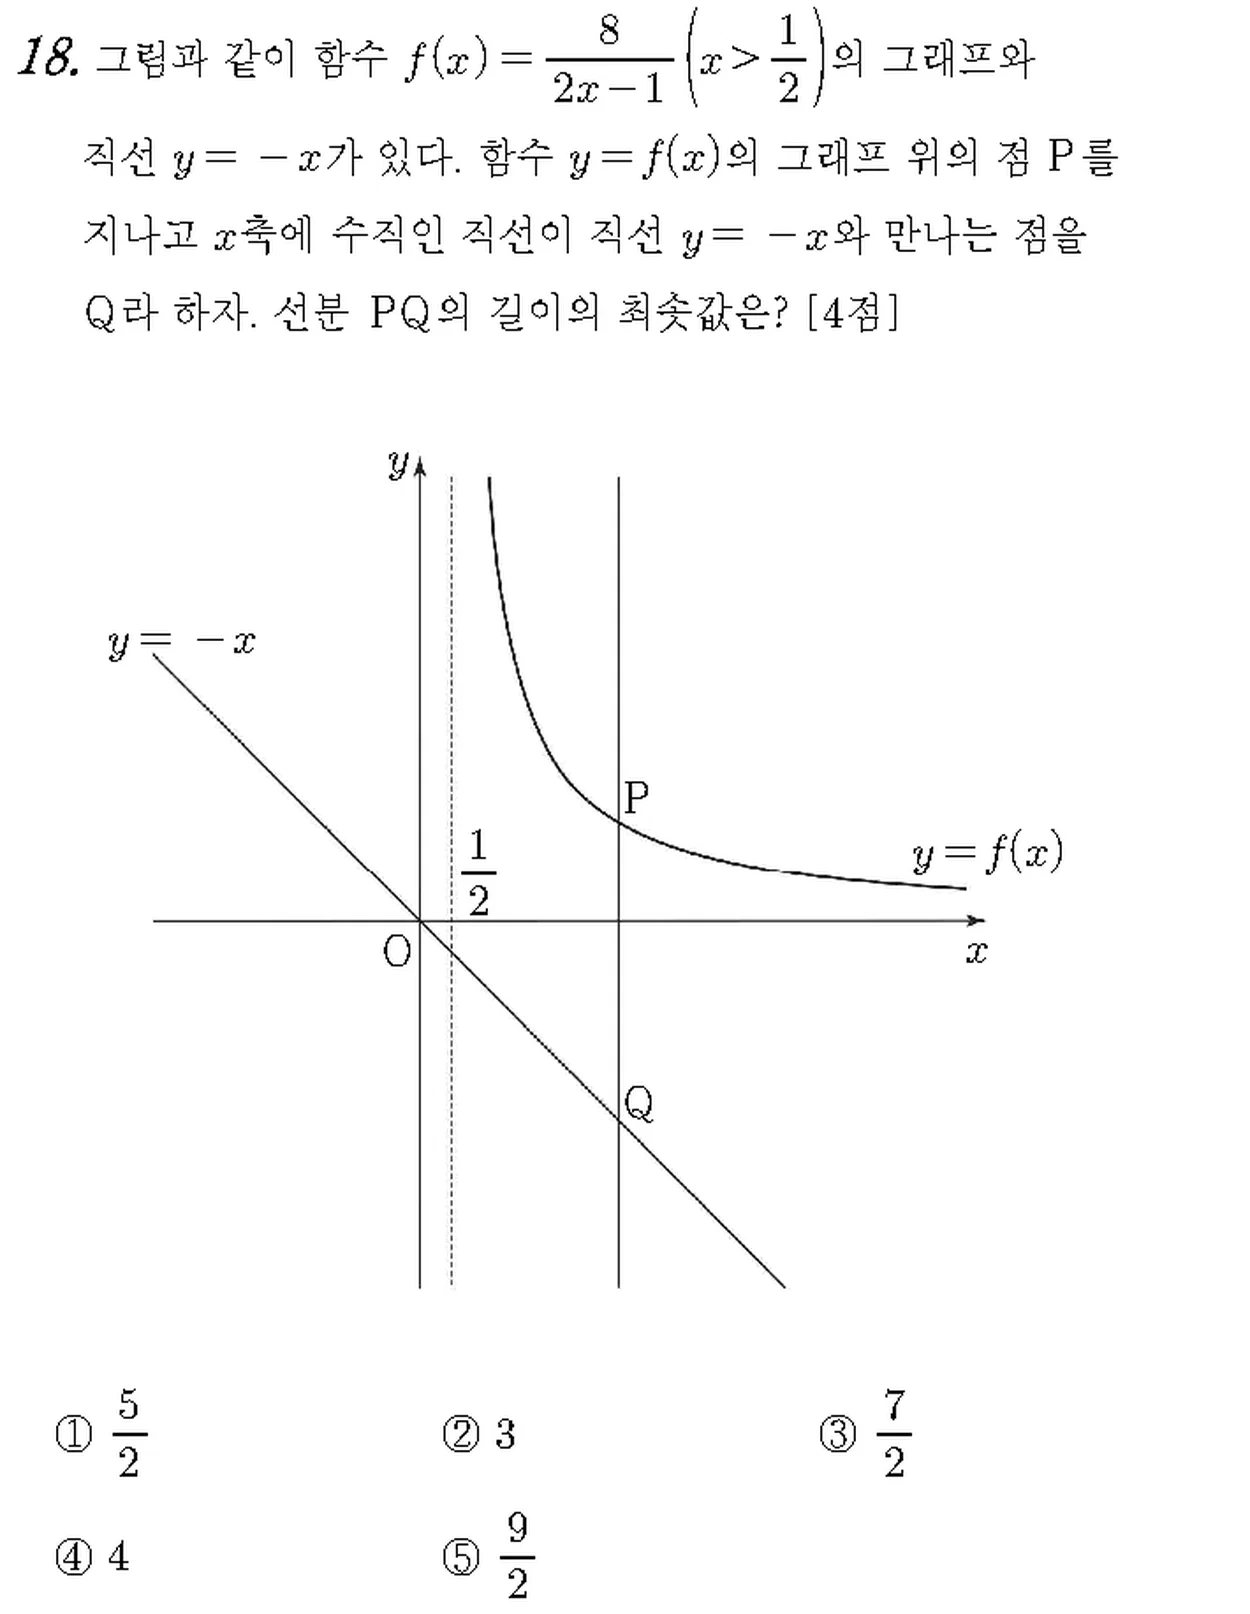 18. 그림과 같이 함수 f(x) = 8/(2x-1) (x > 1/2)의 그래프와
직선 y = -x가 있다. 함수 y = f(x)의 그래프 위의 점 P를
지나고 x축에 수직인 직선이 직선 y = -x와 만나는 점을
Q라 하자. 선분 PQ의 길이의 최솟값은? [4점]
y
y = -x
P
1/2
y = f(x)
O
x
Q
① 5/2 ② 3 ③ 7/2
④ 4 ⑤ 9/2